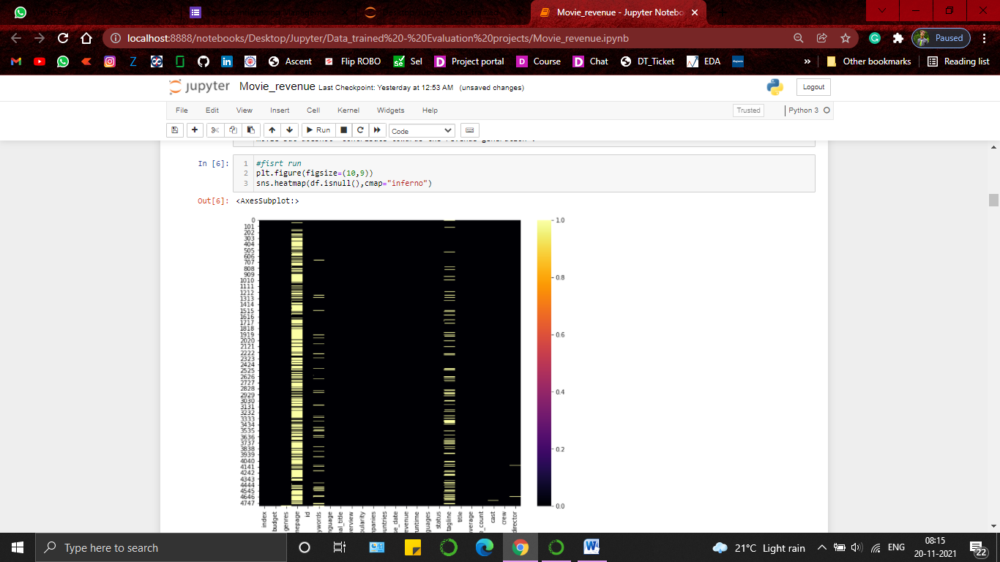 Movie_revenue - Jupyter Notebo
localhost:8888/notebooks/Desktop/Jupyter/Data_trained%20-%20Evaluation%20projects/Movie_revenue.ipynb
Paused
Ascent
Flip ROBO
Sel
Project portal
Course
Chat
DT_Ticket
EDA
»
Other bookmarks
Reading list
jupyter Movie_revenue Last Checkpoint: Yesterday at 12:53 AM (unsaved changes)
Logout
File Edit View Insert Cell Kernel Widgets Help
Trusted
Python 3
Run
Code
In [6]:
1 #fisrt run
2 plt.figure(figsize=(10,9))
3 sns.heatmap(df.isnull(),cmap="inferno")
Out[6]: <AxesSubplot:>
0
101
202
303
404
505
606
707
808
909
1010
1111
1212
1313
1414
1515
1616
1717
1818
1919
2020
2121
2222
2323
2424
2525
2626
2727
2828
2929
3030
3131
3232
3333
3434
3535
3636
3737
3838
3939
4040
4141
4242
4343
4444
4545
4646
4747
1.0
0.8
0.6
0.4
0.2
0.0
index
budget
genres
nepage
id
ywords
nguage
al_title
erview
ularity
panies
untries
se_date
evenue
runtime
guages
status
tagline
title
average
e_count
cast
crew
director
Type here to search
21°C Light rain
ENG
08:15
20-11-2021
22